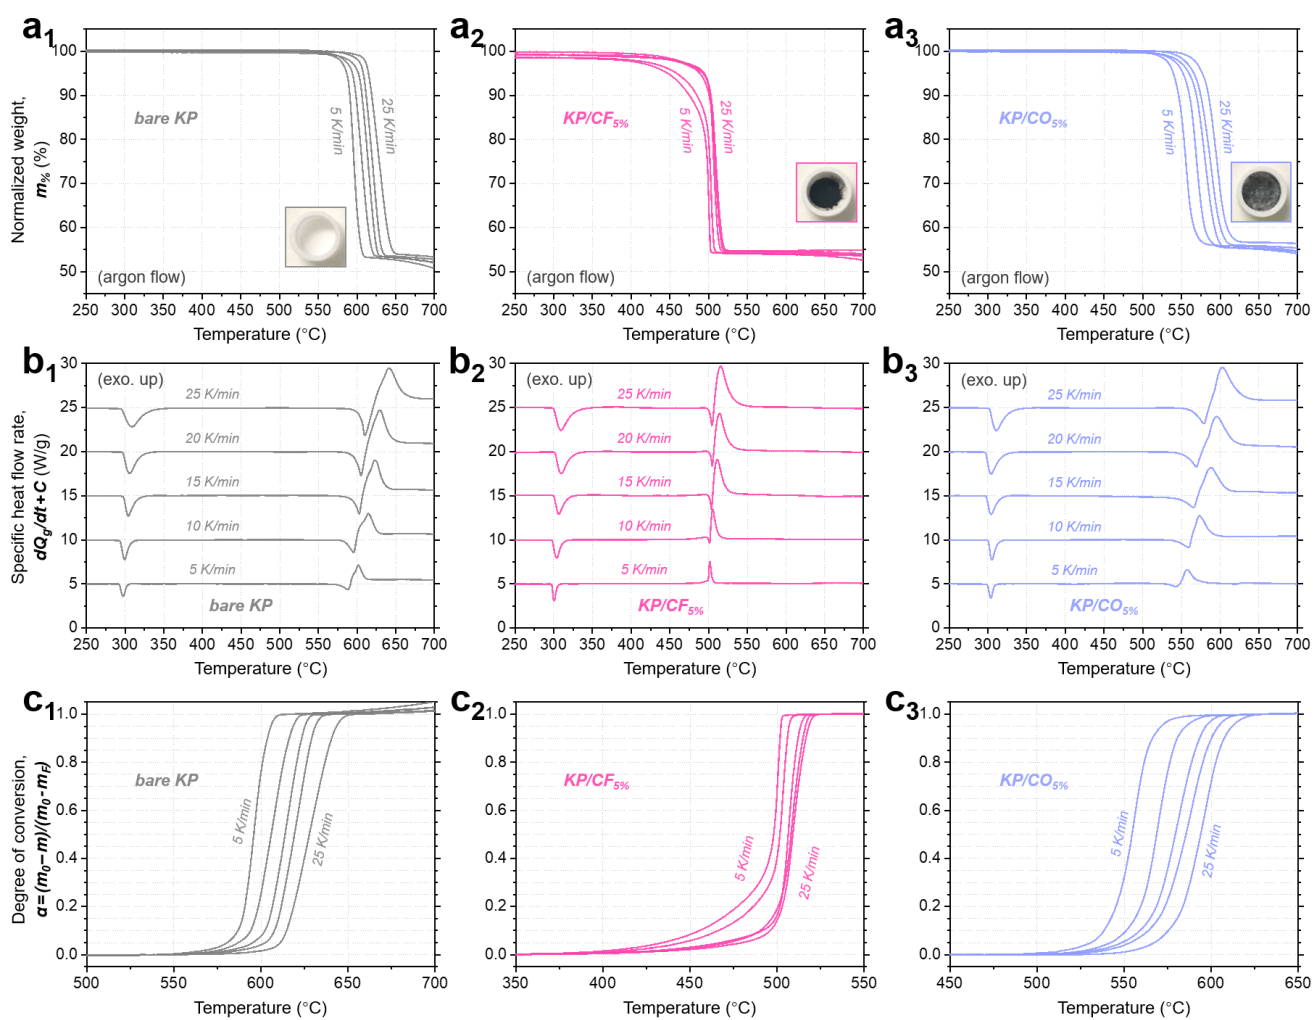 a1
a2
a3
Normalized weight,
m% (%)
100
90
80
70
60
50
bare KP
5 K/min
25 K/min
(argon flow)
250 300 350 400 450 500 550 600 650 700
Temperature (°C)
100
90
80
70
60
50
KP/CF5%
5 K/min
25 K/min
(argon flow)
250 300 350 400 450 500 550 600 650 700
Temperature (°C)
100
90
80
70
60
50
KP/CO5%
5 K/min
25 K/min
(argon flow)
250 300 350 400 450 500 550 600 650 700
Temperature (°C)
b1
b2
b3
Specific heat flow rate,
dQg/dt+C (W/g)
30
25
20
15
10
5
0
(exo. up)
25 K/min
20 K/min
15 K/min
10 K/min
5 K/min
bare KP
250 300 350 400 450 500 550 600 650 700
Temperature (°C)
30
25
20
15
10
5
0
(exo. up)
25 K/min
20 K/min
15 K/min
10 K/min
5 K/min
KP/CF5%
250 300 350 400 450 500 550 600 650 700
Temperature (°C)
30
25
20
15
10
5
0
(exo. up)
25 K/min
20 K/min
15 K/min
10 K/min
5 K/min
KP/CO5%
250 300 350 400 450 500 550 600 650 700
Temperature (°C)
c1
c2
c3
Degree of conversion,
α=(m0−m)/(m0-mF)
1.0
0.8
0.6
0.4
0.2
0.0
bare KP
5 K/min
25 K/min
500 550 600 650 700
Temperature (°C)
1.0
0.8
0.6
0.4
0.2
0.0
KP/CF5%
5 K/min
25 K/min
350 400 450 500 550
Temperature (°C)
1.0
0.8
0.6
0.4
0.2
0.0
KP/CO5%
5 K/min
25 K/min
450 500 550 600 650
Temperature (°C)